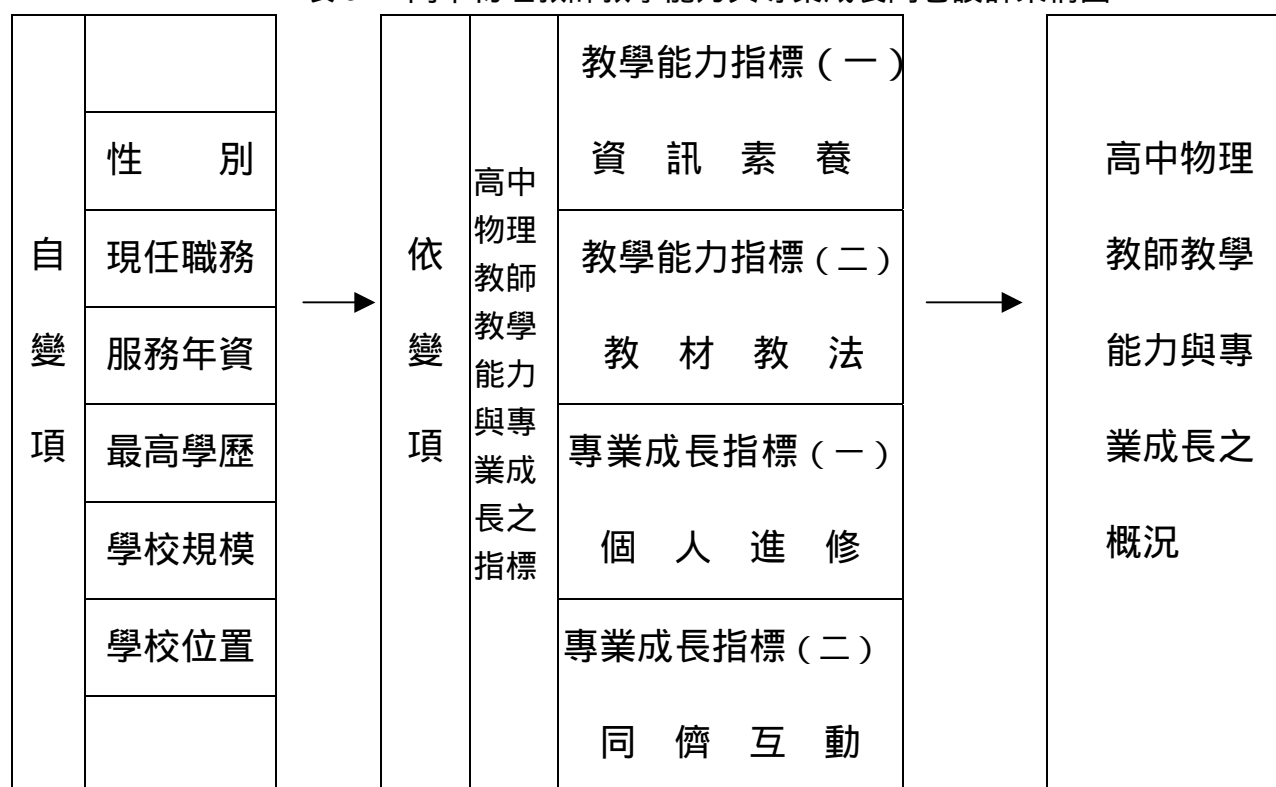 自
變
項
性 別
現任職務
服務年資
最高學歷
學校規模
學校位置
依
變
項
高中
物理
教師
教學
能力
與專
業成
長之
指標
教學能力指標(一)
資 訊 素 養
教學能力指標(二)
教 材 教 法
專業成長指標(一)
個 人 進 修
專業成長指標(二)
同 儕 互 動
高中物理
教師教學
能力與專
業成長之
概況